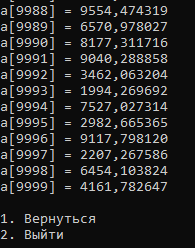 a[9988] = 9554,474319
a[9989] = 6570,978027
a[9990] = 8177,311716
a[9991] = 9040,288858
a[9992] = 3462,063204
a[9993] = 1994,269692
a[9994] = 7527,027314
a[9995] = 2982,665365
a[9996] = 9117,798120
a[9997] = 2207,267586
a[9998] = 6454,103824
a[9999] = 4161,782647
1. Вернуться
2. Выйти